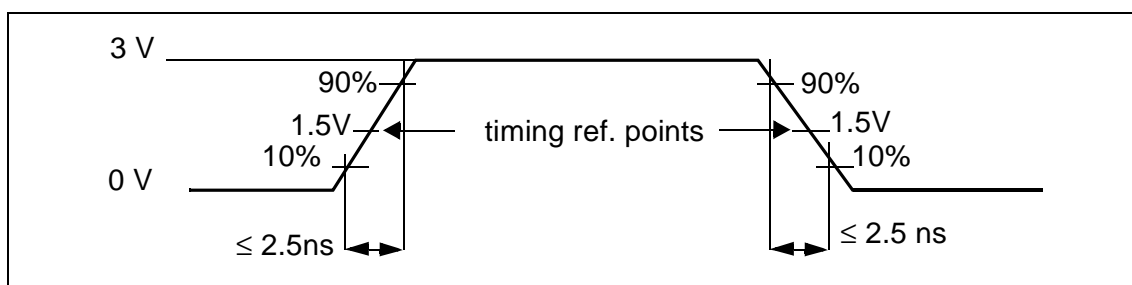 3 V
90%
90%
1.5V
timing ref. points
1.5V
10%
10%
0 V
≤ 2.5ns
≤ 2.5 ns